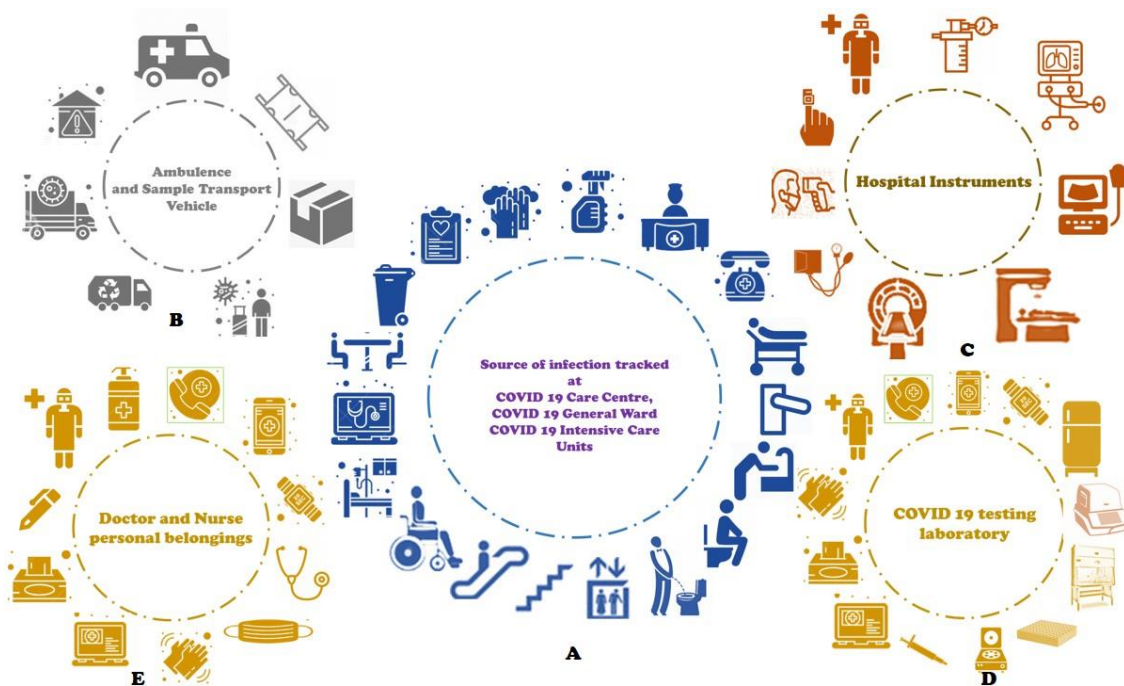 Ambulence
and Sample Transport
Vehicle
B
Hospital Instruments
C
Source of infection tracked
at
COVID 19 Care Centre,
COVID 19 General Ward
COVID 19 Intensive Care
Units
A
Doctor and Nurse
personal belongings
E
COVID 19 testing
laboratory
D